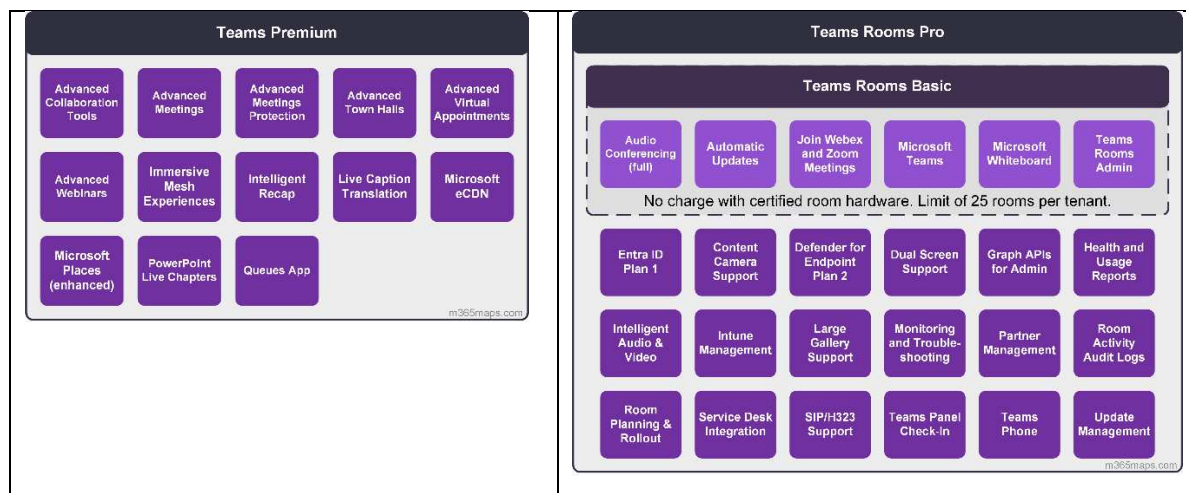 Teams Premium
Advanced
Collaboration
Tools
Advanced
Meetings
Advanced
Meetings
Protection
Advanced
Town Halls
Advanced
Virtual
Appointments
Advanced
Webinars
Immersive
Mesh
Experiences
Intelligent
Recap
Live Caption
Translation
Microsoft
eCDN
Microsoft
Places
(enhanced)
PowerPoint
Live Chapters
Queues App
m365maps.com
Teams Rooms Pro
Teams Rooms Basic
Audio
Conferencing
(full)
Automatic
Updates
Join Webex
and Zoom
Meetings
Microsoft
Teams
Microsoft
Whiteboard
Teams
Rooms
Admin
No charge with certified room hardware. Limit of 25 rooms per tenant.
Entra ID
Plan 1
Content
Camera
Support
Defender for
Endpoint
Plan 2
Dual Screen
Support
Graph APIs
for Admin
Health and
Usage
Reports
Intelligent
Audio &
Video
Intune
Management
Large
Gallery
Support
Monitoring
and Trouble-
shooting
Partner
Management
Room
Activity
Audit Logs
Room
Planning &
Rollout
Service Desk
Integration
SIP/H323
Support
Teams Panel
Check-In
Teams
Phone
Update
Management
m365maps.com